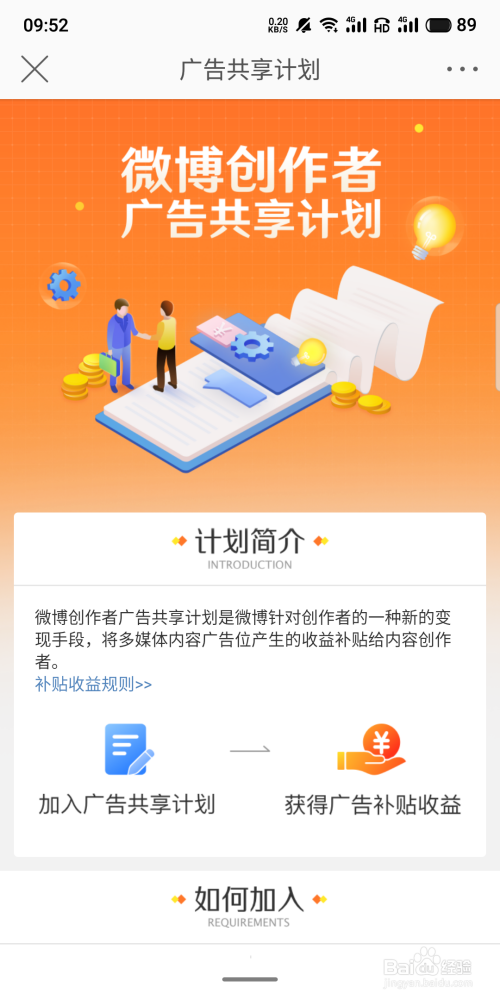 09:52
0.20
KB/S
4G
HD
4G
89
广告共享计划
微博创作者
广告共享计划
计划简介
INTRODUCTION
微博创作者广告共享计划是微博针对创作者的一种新的变
现手段，将多媒体内容广告位产生的收益补贴给内容创作
者。
补贴收益规则>>
加入广告共享计划
获得广告补贴收益
如何加入
REQUIREMENTS
Baidu 经验
jingyan.baidu.com